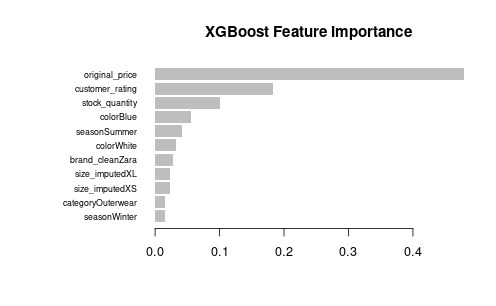 XGBoost Feature Importance
original_price
customer_rating
stock_quantity
colorBlue
seasonSummer
colorWhite
brand_cleanZara
size_imputedXL
size_imputedXS
categoryOuterwear
seasonWinter
0.0 0.1 0.2 0.3 0.4